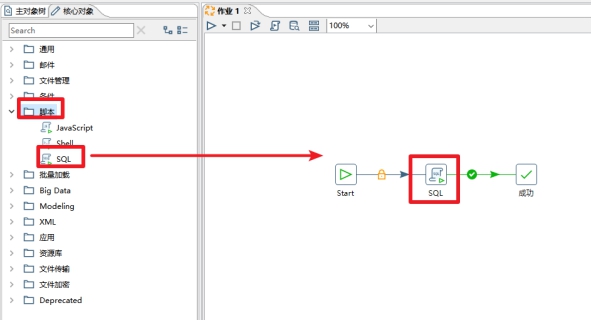 主对象树 核心对象
作业 1
Search
100%
通用
邮件
文件管理
条件
脚本
JavaScript
Shell
SQL
批量加载
Big Data
Modeling
XML
应用
资源库
文件传输
文件加密
Deprecated
Start
SQL
成功